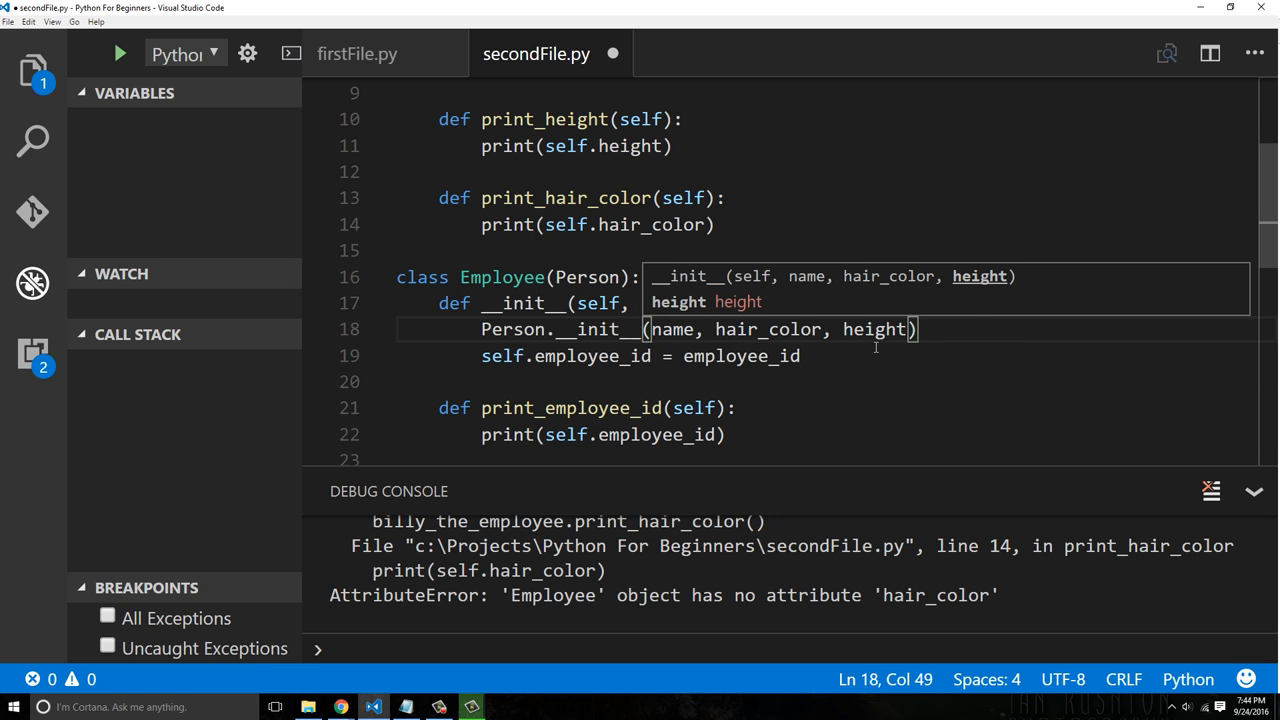 secondFile.py - Python For Beginners - Visual Studio Code
File Edit View Go Help
Pythor
firstFile.py
secondFile.py
1
VARIABLES
WATCH
CALL STACK
2
BREAKPOINTS
All Exceptions
Uncaught Exceptions
9
10 def print_height(self):
11 print(self.height)
12
13 def print_hair_color(self):
14 print(self.hair_color)
15
16 class Employee(Person):
17 def __init__(self,
18 Person.__init__(name, hair_color, height)
19 self.employee_id = employee_id
20
21 def print_employee_id(self):
22 print(self.employee_id)
23
__init__(self, name, hair_color, height)
height height
DEBUG CONSOLE
billy_the_employee.print_hair_color()
File "c:\Projects\Python For Beginners\secondFile.py", line 14, in print_hair_color
print(self.hair_color)
AttributeError: 'Employee' object has no attribute 'hair_color'
0 0
Ln 18, Col 49 Spaces: 4 UTF-8 CRLF Python
I'm Cortana. Ask me anything.
7:44 PM
9/24/2016